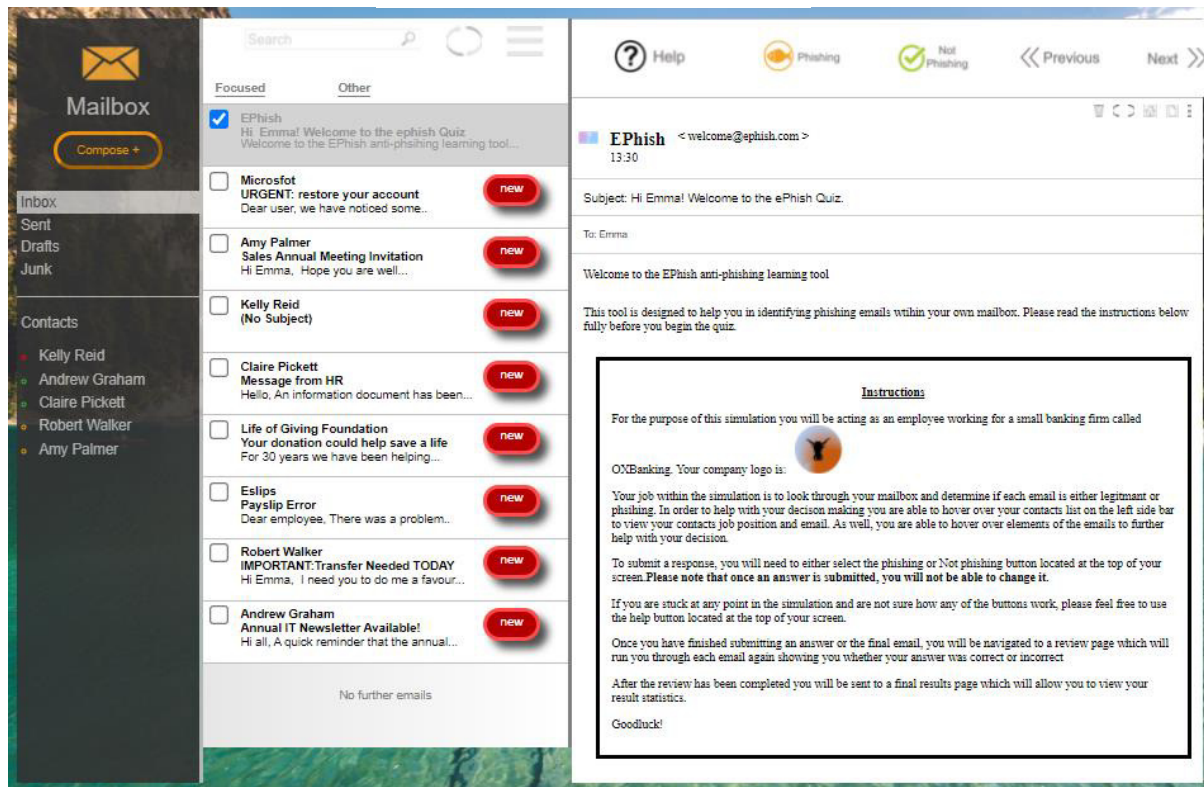 Mailbox
Compose +
Inbox
Sent
Drafts
Junk
Contacts
Kelly Reid
Andrew Graham
Claire Pickett
Robert Walker
Amy Palmer
Search
Focused Other
EPhish
Hi Emma! Welcome to the ephish Quiz
Welcome to the EPhish anti-phsihing learning tool...
Microsfot
URGENT: restore your account
Dear user, we have noticed some..
new
Amy Palmer
Sales Annual Meeting Invitation
Hi Emma, Hope you are well...
new
Kelly Reid
(No Subject)
new
Claire Pickett
Message from HR
Hello, An information document has been...
new
Life of Giving Foundation
Your donation could help save a life
For 30 years we have been helping...
new
Eslips
Payslip Error
Dear employee, There was a problem..
new
Robert Walker
IMPORTANT:Transfer Needed TODAY
Hi Emma, I need you to do me a favour...
new
Andrew Graham
Annual IT Newsletter Available!
Hi all, A quick reminder that the annual...
new
No further emails
? Help
Phishing
Not
Phishing
Previous
Next
EPhish < welcome@ephish.com >
13:30
Subject: Hi Emma! Welcome to the ePhish Quiz.
To: Emma
Welcome to the EPhish anti-phishing learning tool
This tool is designed to help you in identifying phishing emails wtihin your own mailbox. Please read the instructions below
fully before you begin the quiz.
Instructions
For the purpose of this simulation you will be acting as an employee working for a small banking firm called
OXBanking. Your company logo is:
Your job within the simulation is to look through your mailbox and determine if each email is either legitmant or
phsihing. In order to help with your decison making you are able to hover over your contacts list on the left side bar
to view your contacts job position and email. As well, you are able to hover over elements of the emails to further
help with your decision.
To submit a response, you will need to either select the phishing or Not phishing button located at the top of your
screen.Please note that once an answer is submitted, you will not be able to change it.
If you are stuck at any point in the simulation and are not sure how any of the buttons work, please feel free to use
the help button located at the top of your screen.
Once you have finished submitting an answer or the final email, you will be navigated to a review page which will
run you through each email again showing you whether your answer was correct or incorrect
After the review has been completed you will be sent to a final results page which will allow you to view your
result statistics.
Goodluck!